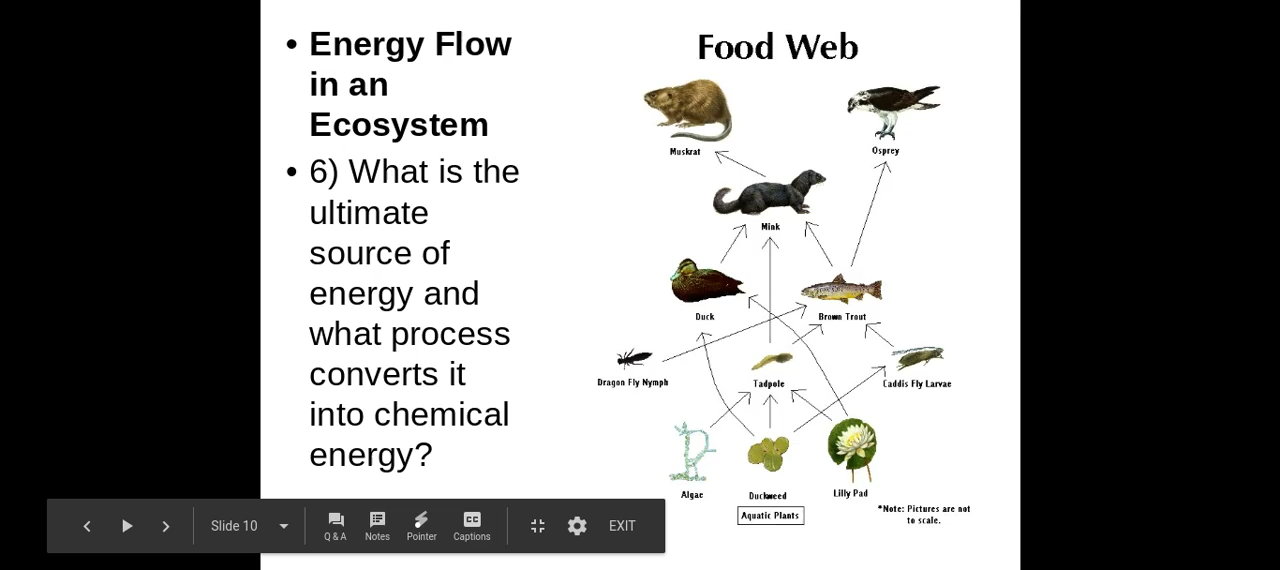 • Energy Flow
in an
Ecosystem
• 6) What is the
ultimate
source of
energy and
what process
converts it
into chemical
energy?
Food Web
Muskrat
Osprey
Mink
Duck
Brown Trout
Dragon Fly Nymph
Tadpole
Caddis Fly Larvae
Algae
Duckweed
Lilly Pad
Aquatic Plants
*Note: Pictures are not
to scale.
Slide 10
Q & A
Notes
Pointer
CC
Captions
EXIT